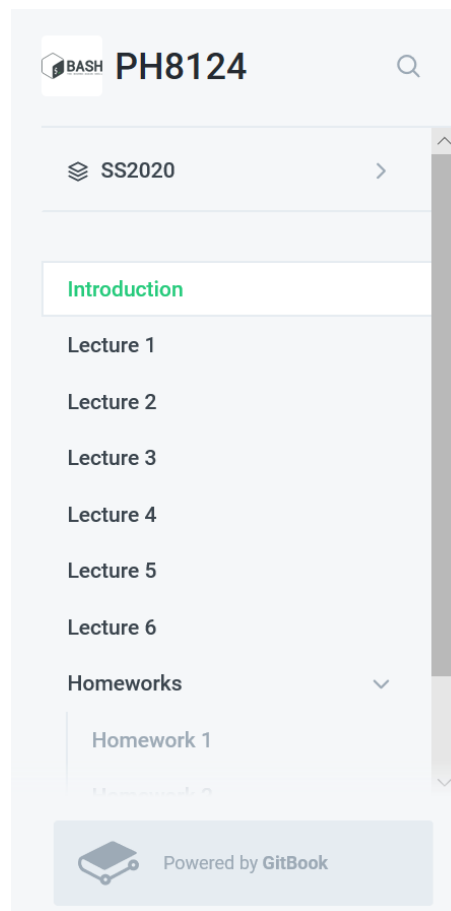 BASH PH8124
SS2020
Introduction
Lecture 1
Lecture 2
Lecture 3
Lecture 4
Lecture 5
Lecture 6
Homeworks
Homework 1
Powered by GitBook